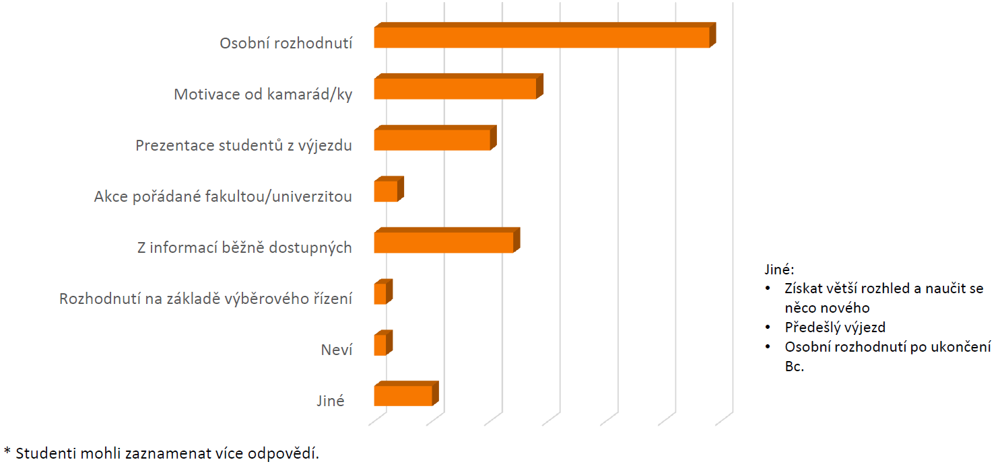 Osobní rozhodnutí
Motivace od kamarád/ky
Prezentace studentů z výjezdu
Akce pořádané fakultou/univerzitou
Z informací běžně dostupných
Rozhodnutí na základě výběrového řízení
Neví
Jiné
Jiné:
• Získat větší rozhled a naučit se
něco nového
• Předešlý výjezd
• Osobní rozhodnutí po ukončení
Bc.
* Studenti mohli zaznamenat více odpovědí.